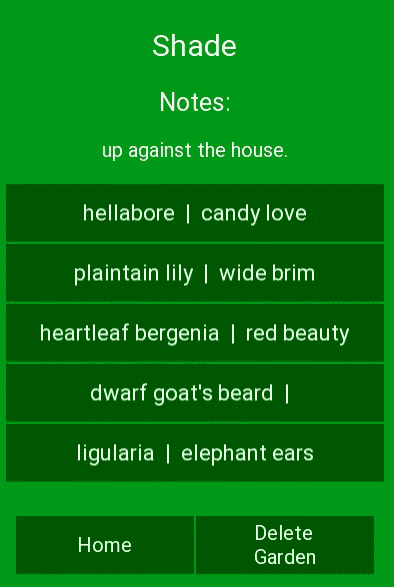 Shade
Notes:
up against the house.
hellabore | candy love
plaintain lily | wide brim
heartleaf bergenia | red beauty
dwarf goat's beard |
ligularia | elephant ears
Home
Delete
Garden